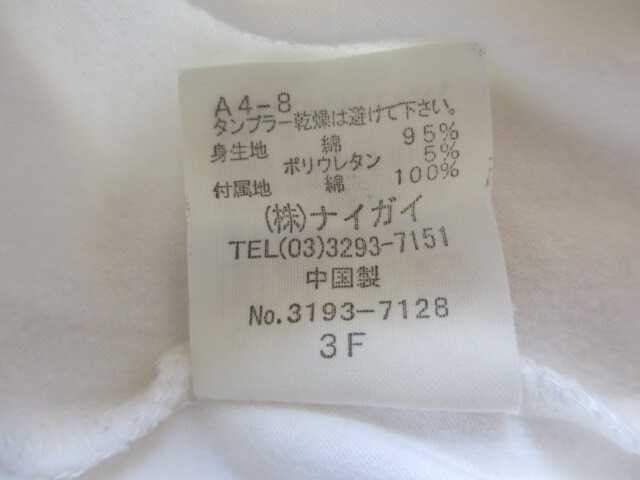 A4-8
タンブラー乾燥は避けて下さい。
身生地 綿 95%
ポリウレタン 5%
付属地 綿 100%
(株)ナイガイ
TEL(03)3293-7151
中国製
No.3193-7128
3F